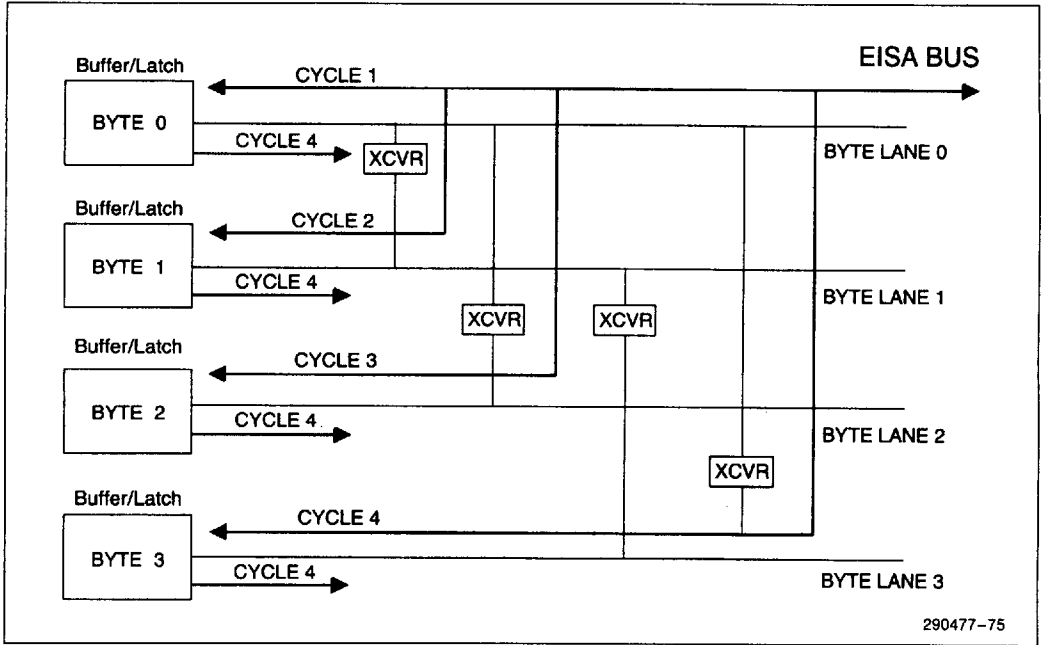 EISA BUS
Buffer/Latch
CYCLE 1
BYTE 0
CYCLE 4
XCVR
BYTE LANE 0
Buffer/Latch
CYCLE 2
BYTE 1
CYCLE 4
BYTE LANE 1
XCVR
XCVR
Buffer/Latch
CYCLE 3
BYTE 2
CYCLE 4
BYTE LANE 2
XCVR
Buffer/Latch
CYCLE 4
BYTE 3
CYCLE 4
BYTE LANE 3
290477-75